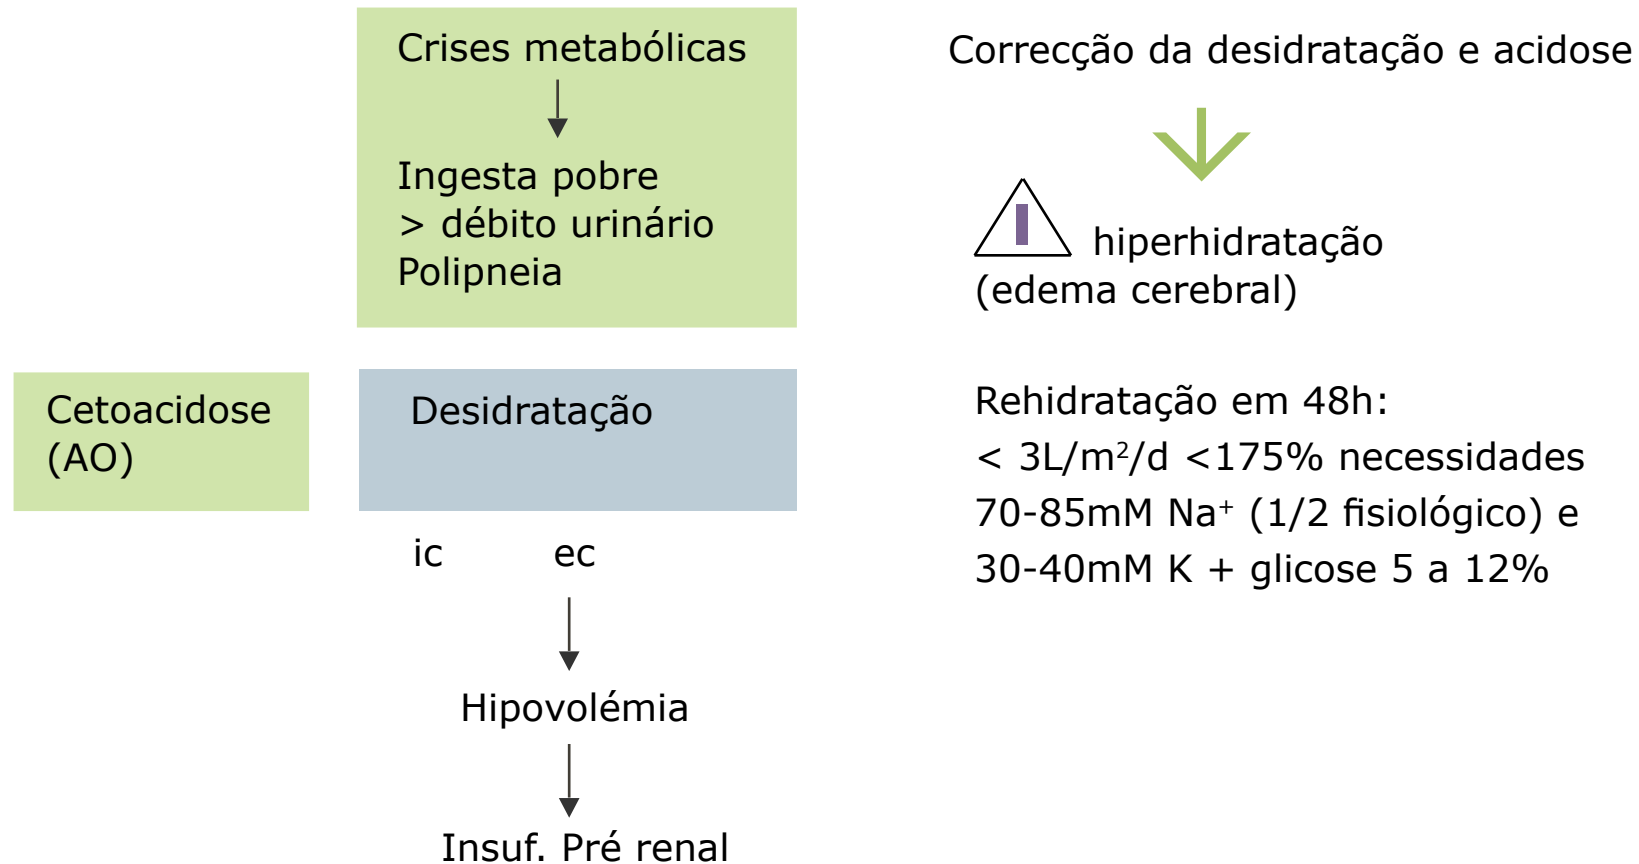 Crises metabólicas
Ingesta pobre
> débito urinário
Polipneia
Cetoacidose
(AO)
Desidratação
ic ec
Hipovolémia
Insuf. Pré renal
Correcção da desidratação e acidose
hiperhidratação
(edema cerebral)
Rehidratação em 48h:
< 3L/m²/d <175% necessidades
70-85mM Na⁺ (1/2 fisiológico) e
30-40mM K + glicose 5 a 12%